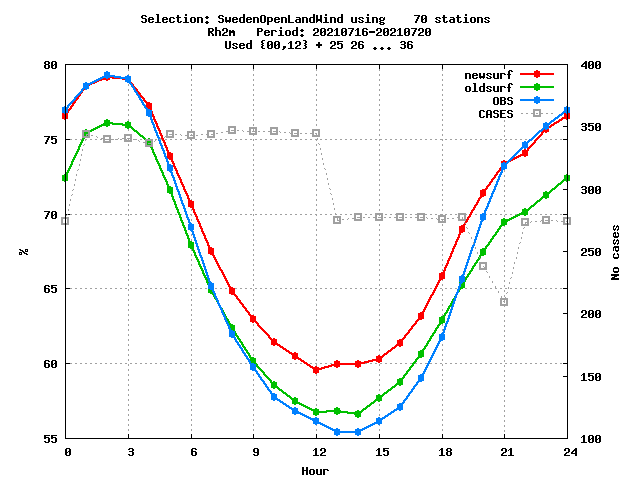 Selection: SwedenOpenLandWind using    70 stations
Rh2m   Period: 20210716-20210720
Used {00,12} + 25 26 ... 36
80
75
70
65
60
55
%
newsurf
oldsurf
OBS
CASES
400
350
300
250
200
150
100
No cases
0 3 6 9 12 15 18 21 24
Hour